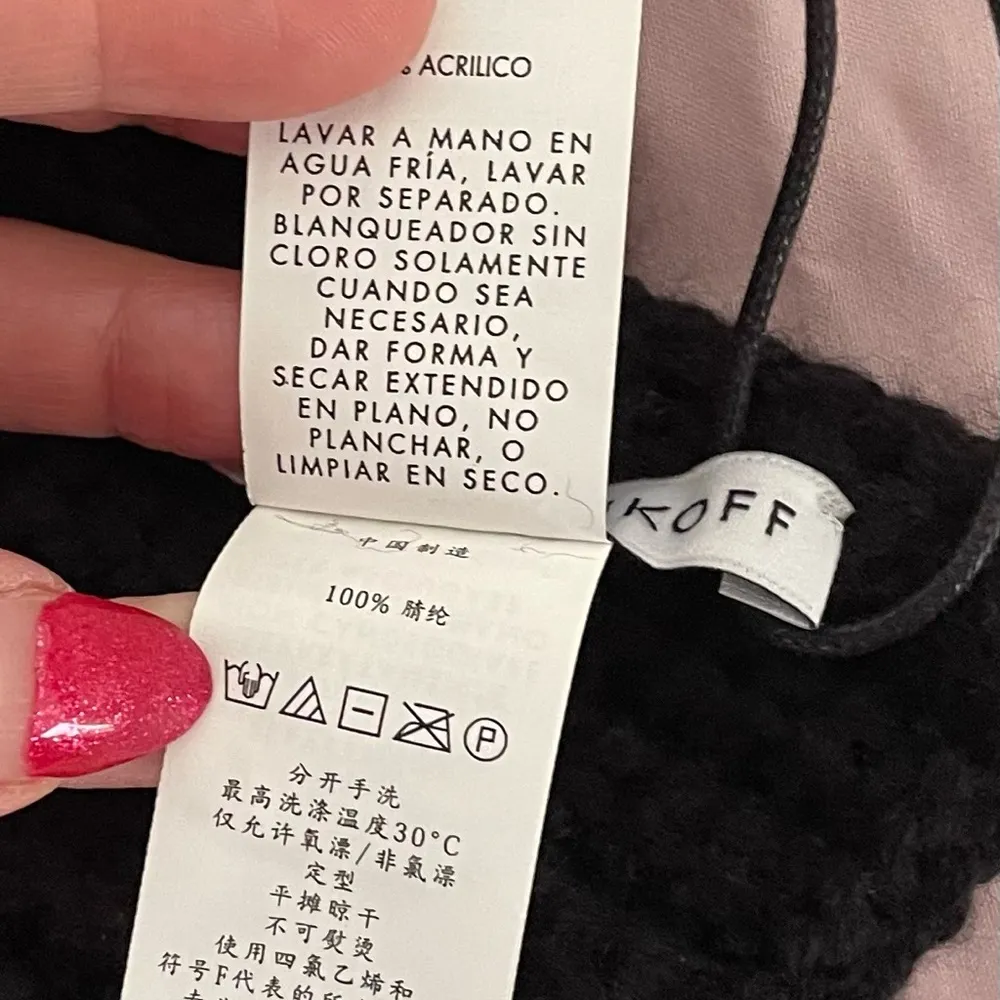 ACRILICO
LAVAR A MANO EN
AGUA FRÍA, LAVAR
POR SEPARADO.
BLANQUEADOR SIN
CLORO SOLAMENTE
CUANDO SEA
NECESARIO,
DAR FORMA Y
SECAR EXTENDIDO
EN PLANO, NO
PLANCHAR, O
LIMPIAR EN SECO.
KOFF
中国制造
100% 腈纶
P
分开手洗
最高洗涤温度30°C
仅允许氧漂/非氯漂
定型
平摊晾干
不可熨烫
使用四氯乙烯和
符号F代表的所